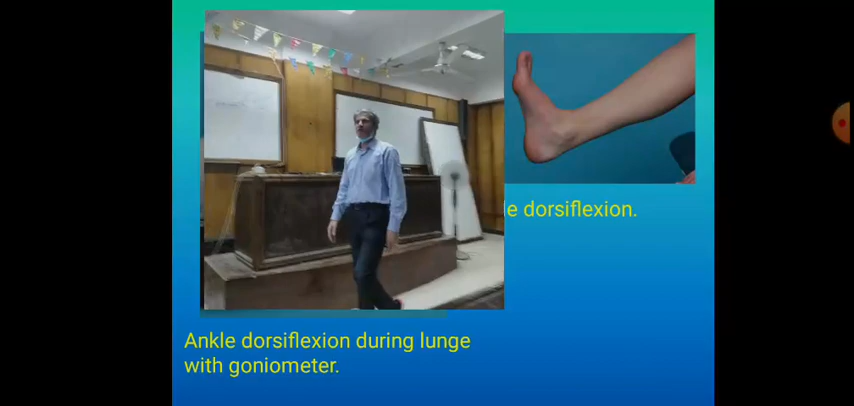 le dorsiflexion.
Ankle dorsiflexion during lunge
with goniometer.